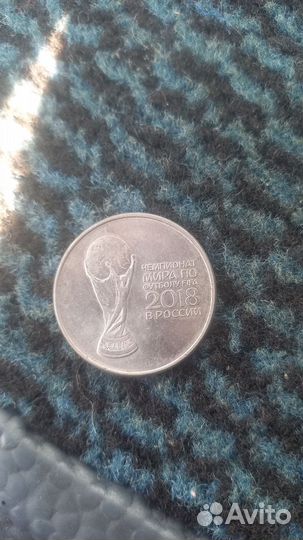 ЧЕМПИОНАТ
МИРА ПО
ФУТБОЛУ FIFA
2018
В РОССИИ
Avito